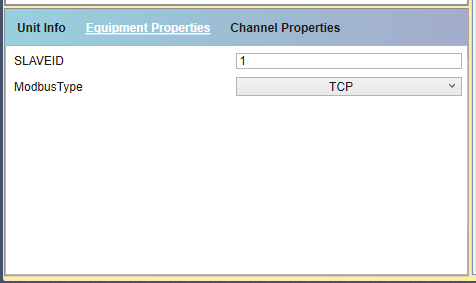 Unit Info Equipment Properties Channel Properties
SLAVEID 1
ModbusType TCP